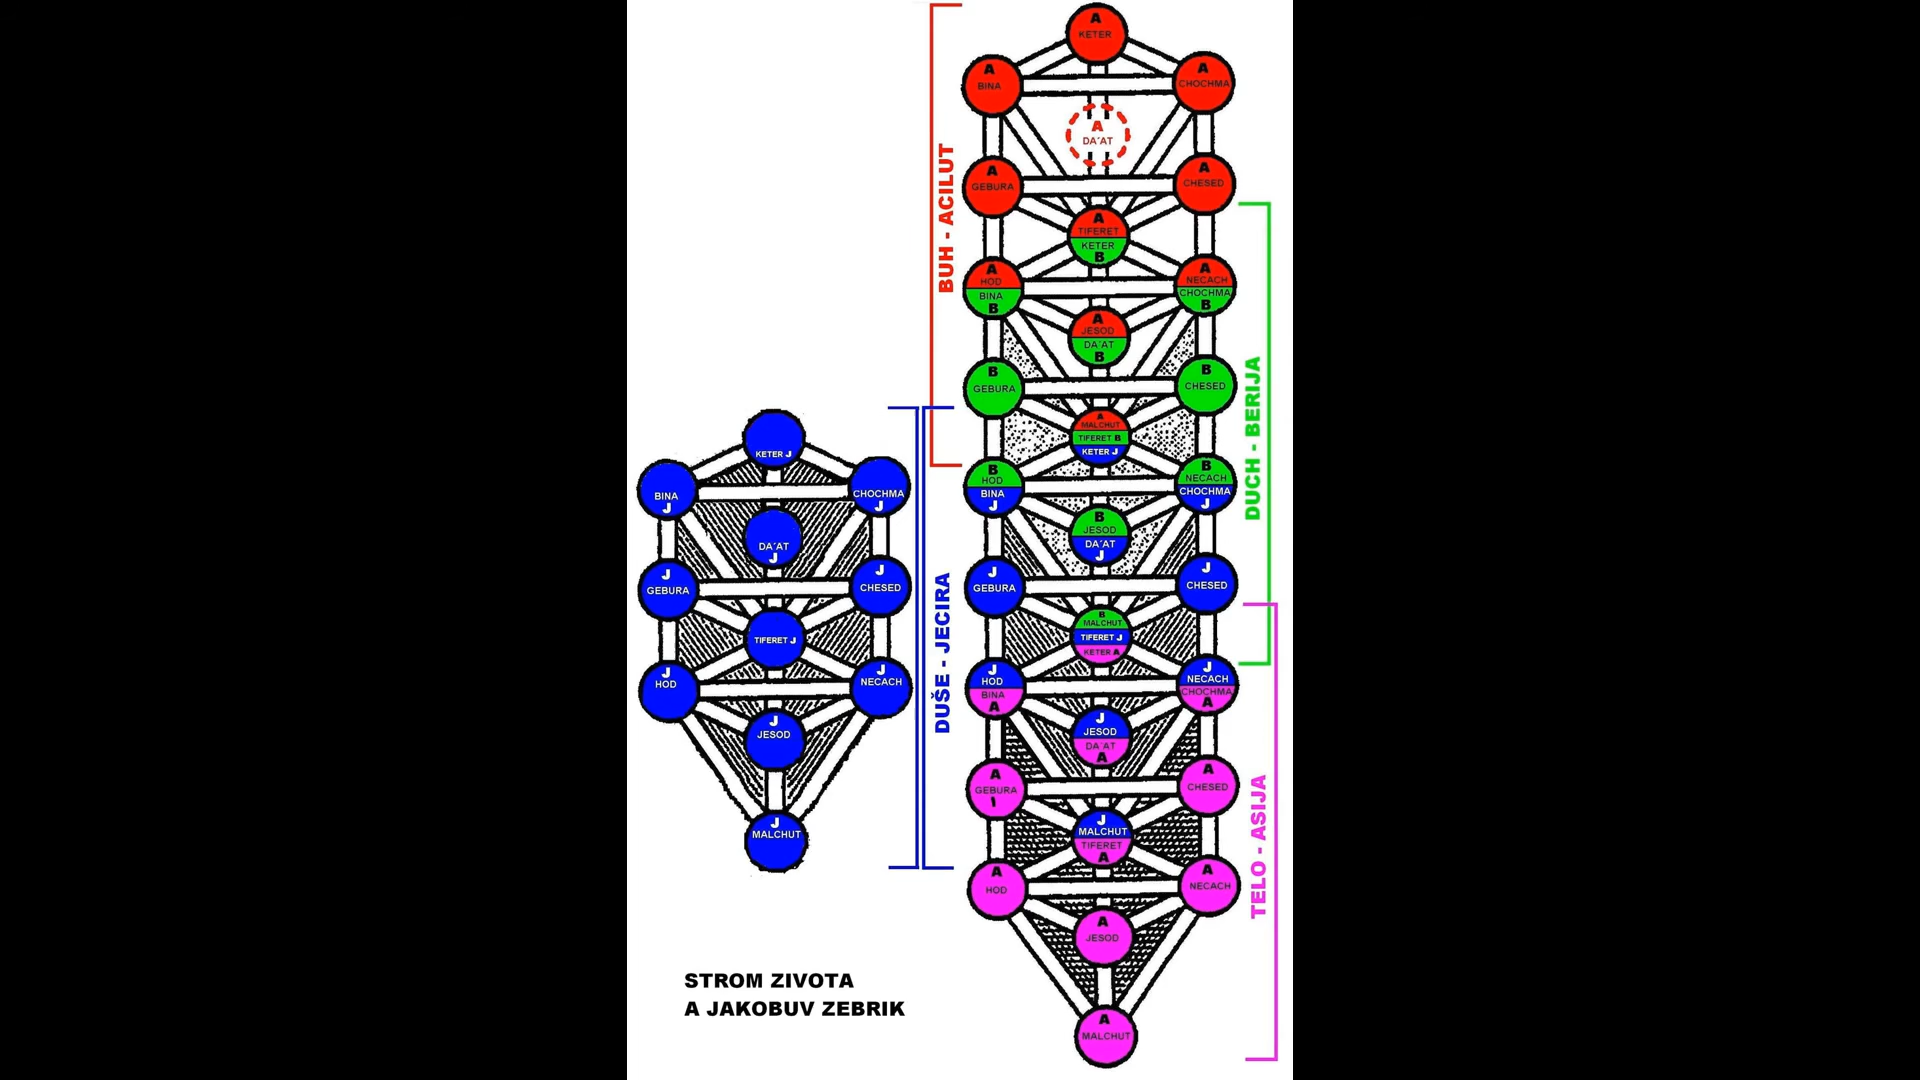 A
KETER
A
BINA
A
CHOCHMA
A
DA´AT
A
GEBURA
A
CHESED
A
TIFERET
KETER
B
A
HOD
BINA
B
A
NECACH
CHOCHMA
B
A
JESOD
DA´AT
B
B
GEBURA
B
CHESED
A
MALCHUT
TIFERET B
KETER J
B
HOD
BINA
J
B
NECACH
CHOCHMA
J
B
JESOD
DA´AT
J
J
GEBURA
J
CHESED
B
MALCHUT
TIFERET J
KETER A
J
HOD
BINA
A
J
NECACH
CHOCHMA
A
J
JESOD
DA´AT
A
A
GEBURA
A
CHESED
J
MALCHUT
TIFERET
A
A
HOD
A
NECACH
A
JESOD
A
MALCHUT
BUH - ACILUT
DUCH - BERIJA
DUŠE - JECIRA
TELO - ASIJA
KETER J
BINA
J
CHOCHMA
J
DA´AT
J
J
GEBURA
J
CHESED
TIFERET J
J
HOD
J
NECACH
J
JESOD
J
MALCHUT
STROM ZIVOTA
A JAKOBUV ZEBRIK